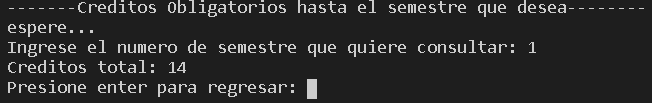 -------Creditos Obligatorios hasta el semestre que desea--------
espere...
Ingrese el numero de semestre que quiere consultar: 1
Creditos total: 14
Presione enter para regresar: